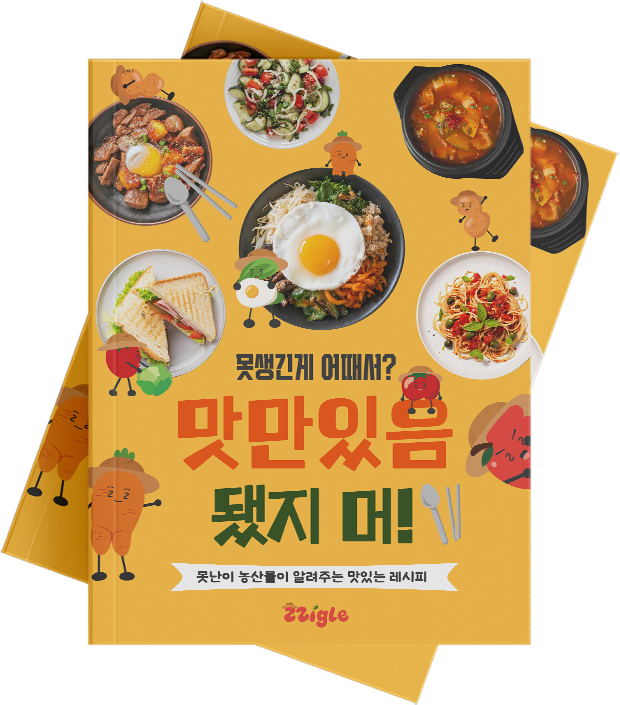 못생긴게 어때서?
맛만있음
됐지 머!
못난이 농산물이 알려주는 맛있는 레시피
zzigle